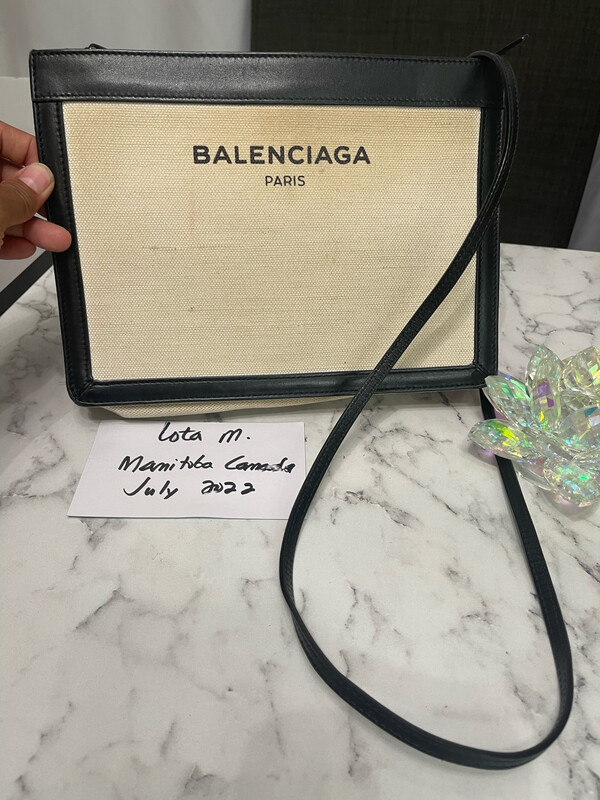 BALENCIAGA
PARIS
Lota M.
Manitoba Canada
July 2022